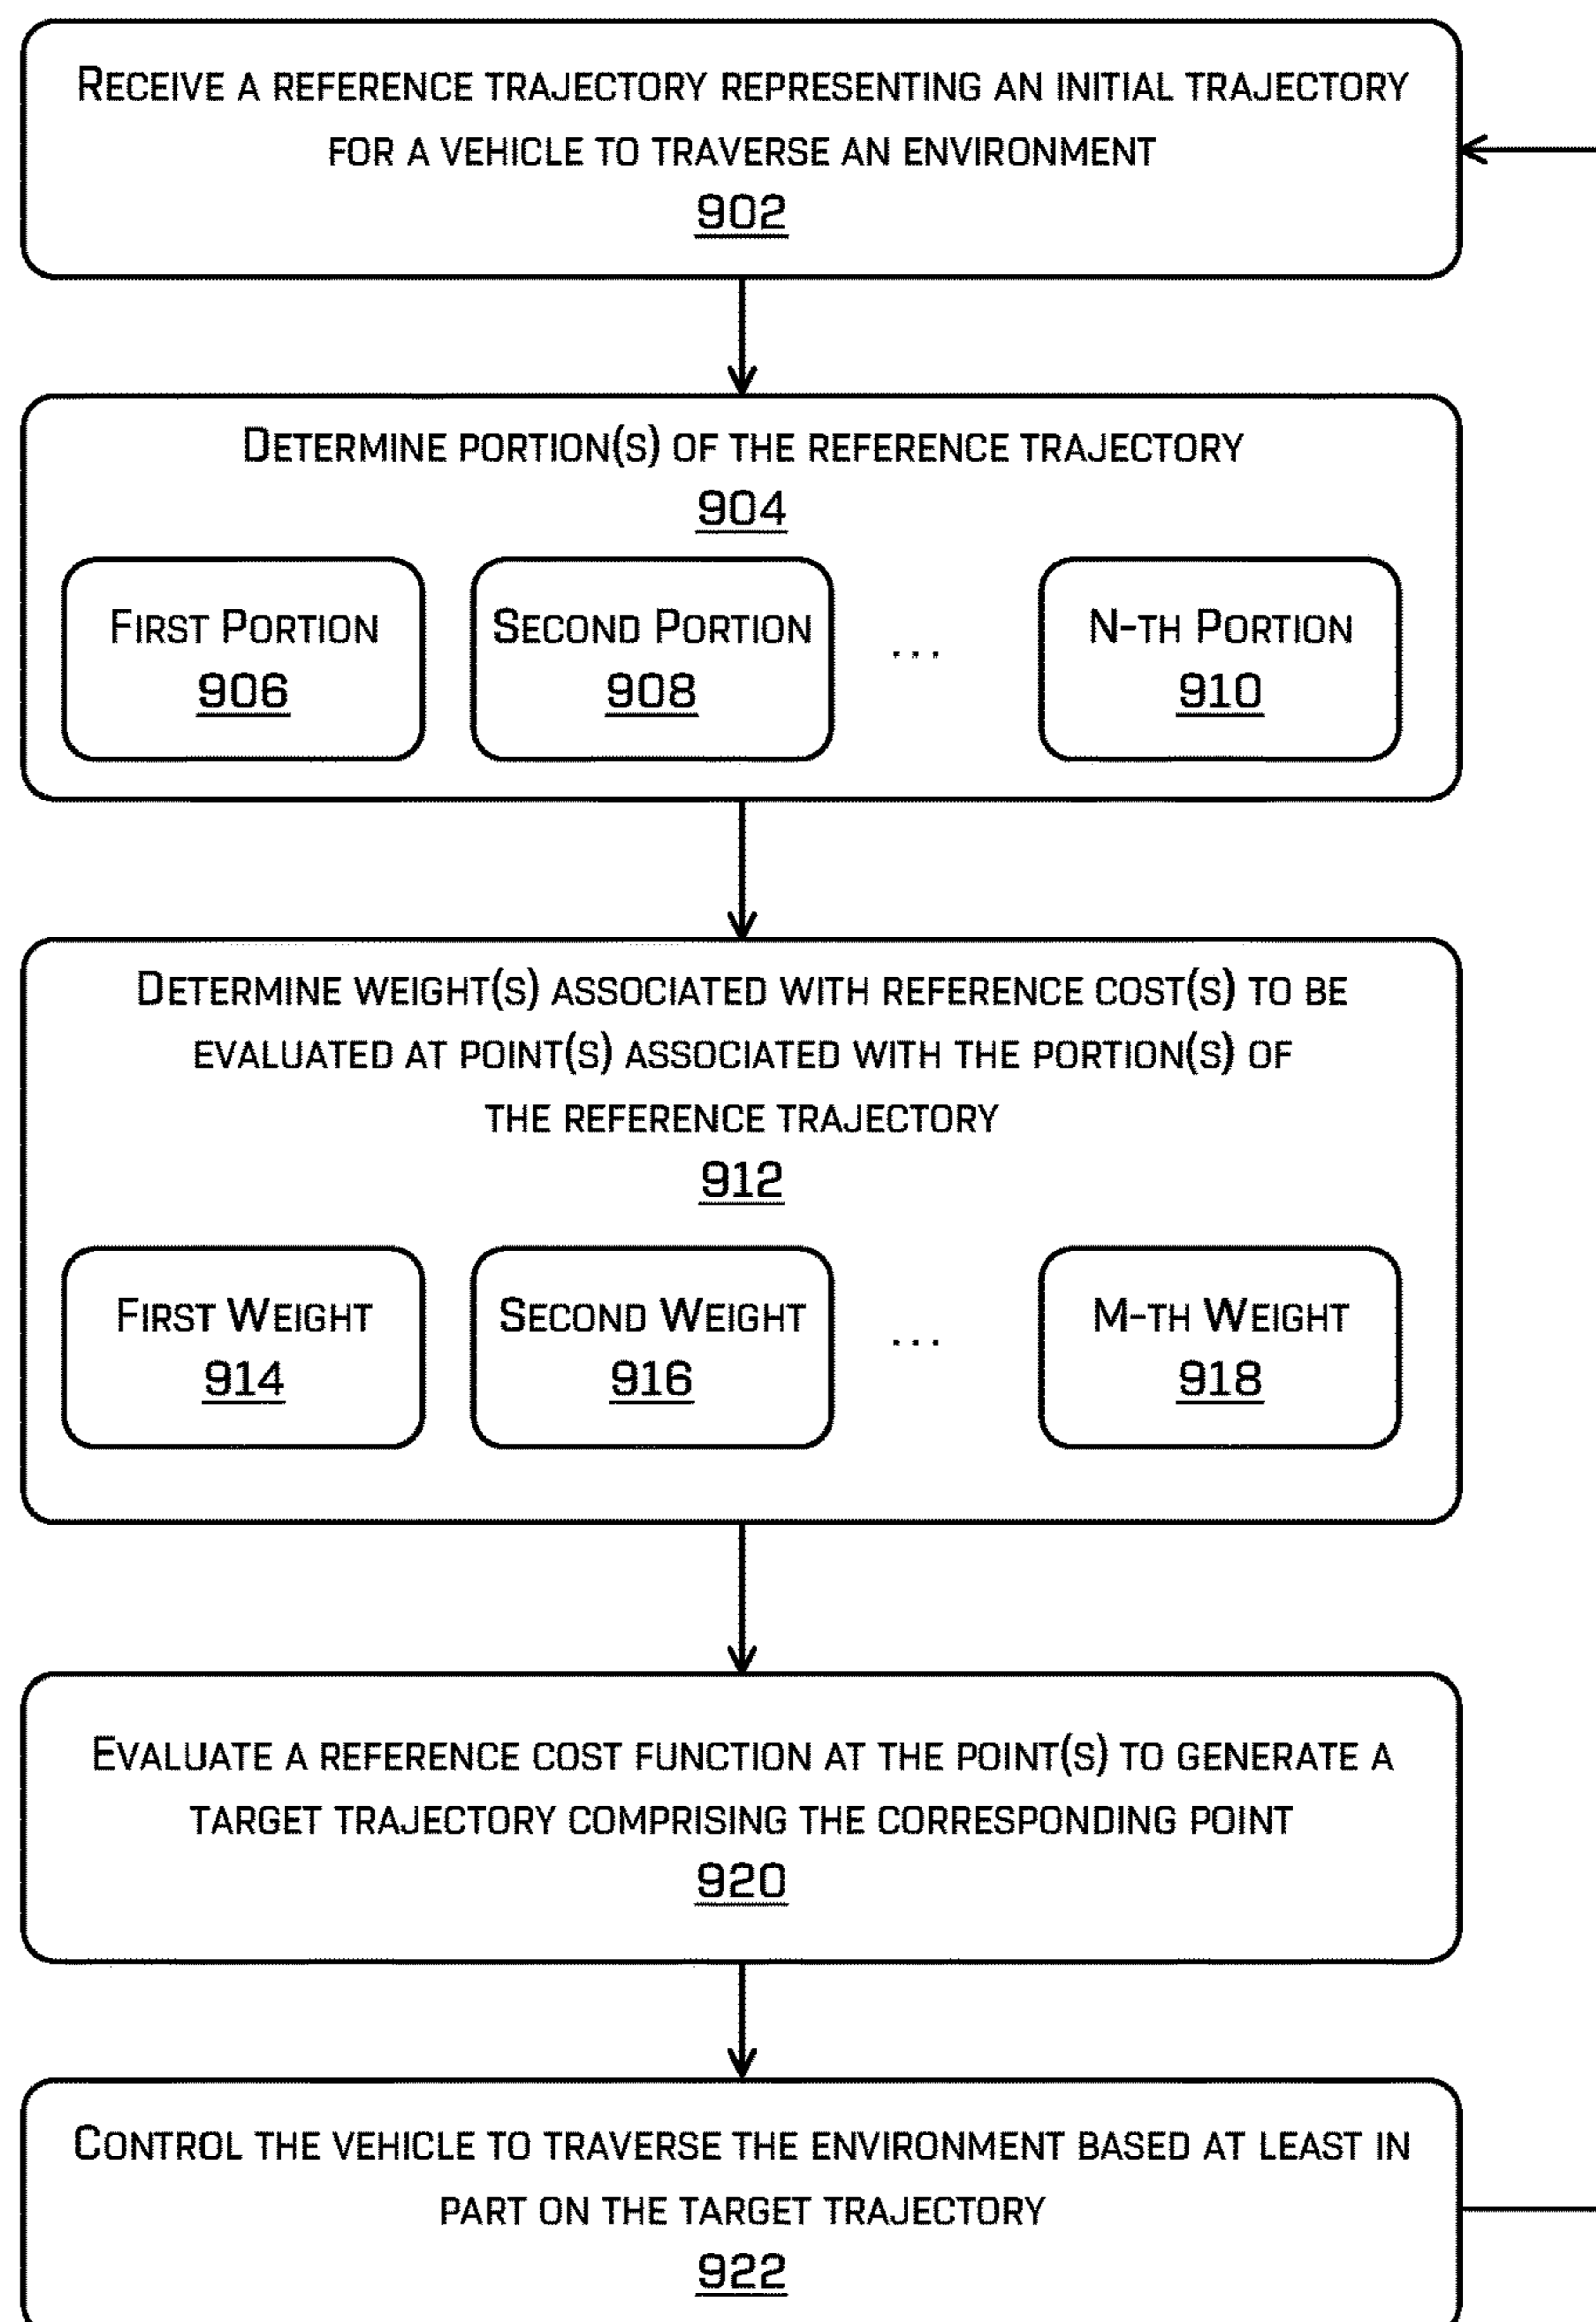 RECEIVE A REFERENCE TRAJECTORY REPRESENTING AN INITIAL TRAJECTORY
FOR A VEHICLE TO TRAVERSE AN ENVIRONMENT
902
DETERMINE PORTION(S) OF THE REFERENCE TRAJECTORY
904
FIRST PORTION
906
SECOND PORTION
908
...
N-TH PORTION
910
DETERMINE WEIGHT(S) ASSOCIATED WITH REFERENCE COST(S) TO BE
EVALUATED AT POINT(S) ASSOCIATED WITH THE PORTION(S) OF
THE REFERENCE TRAJECTORY
912
FIRST WEIGHT
914
SECOND WEIGHT
916
...
M-TH WEIGHT
918
EVALUATE A REFERENCE COST FUNCTION AT THE POINT(S) TO GENERATE A
TARGET TRAJECTORY COMPRISING THE CORRESPONDING POINT
920
CONTROL THE VEHICLE TO TRAVERSE THE ENVIRONMENT BASED AT LEAST IN
PART ON THE TARGET TRAJECTORY
922